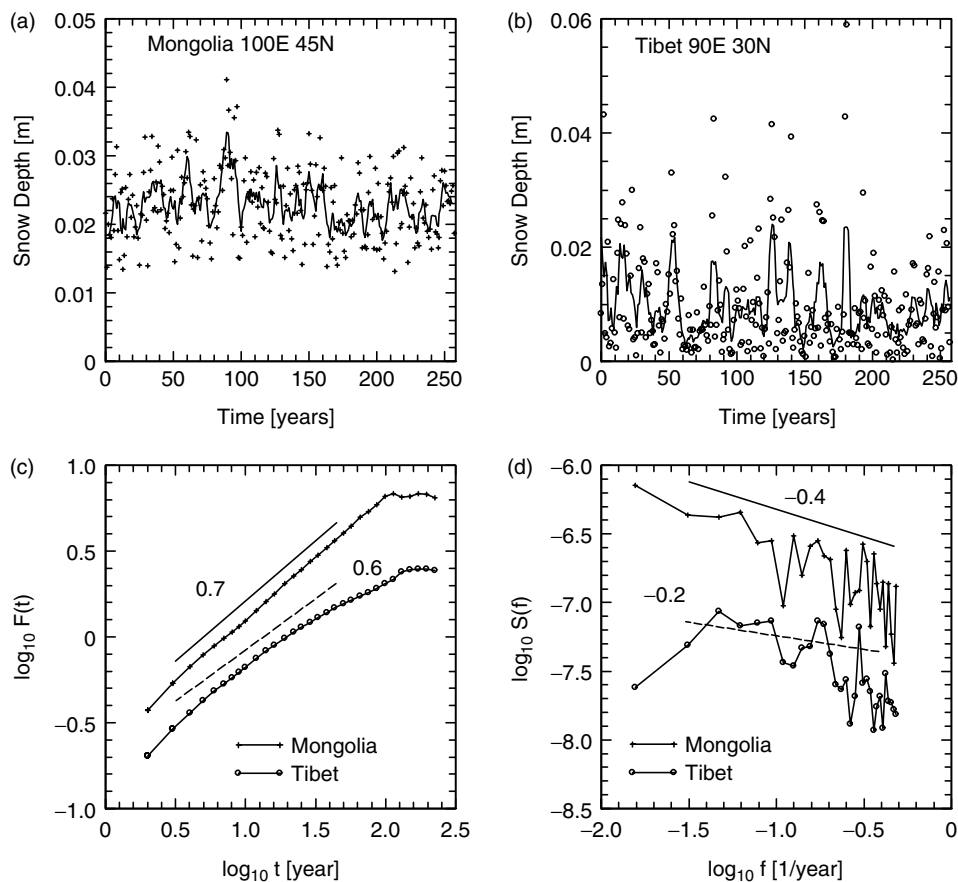 (a)
Mongolia 100E 45N
0.05
0.04
0.03
0.02
0.01
0
Snow Depth [m]
0 50 100 150 200 250
Time [years]
(b)
Tibet 90E 30N
0.06
0.04
0.02
0
Snow Depth [m]
0 50 100 150 200 250
Time [years]
(c)
1.0
0.5
0
−0.5
−1.0
log10 F(t)
0.7
0.6
Mongolia
Tibet
0 0.5 1.0 1.5 2.0 2.5
log10 t [year]
(d)
−6.0
−6.5
−7.0
−7.5
−8.0
−8.5
log10 S(f)
−0.4
−0.2
Mongolia
Tibet
−2.0 −1.5 −1.0 −0.5 0
log10 f [1/year]